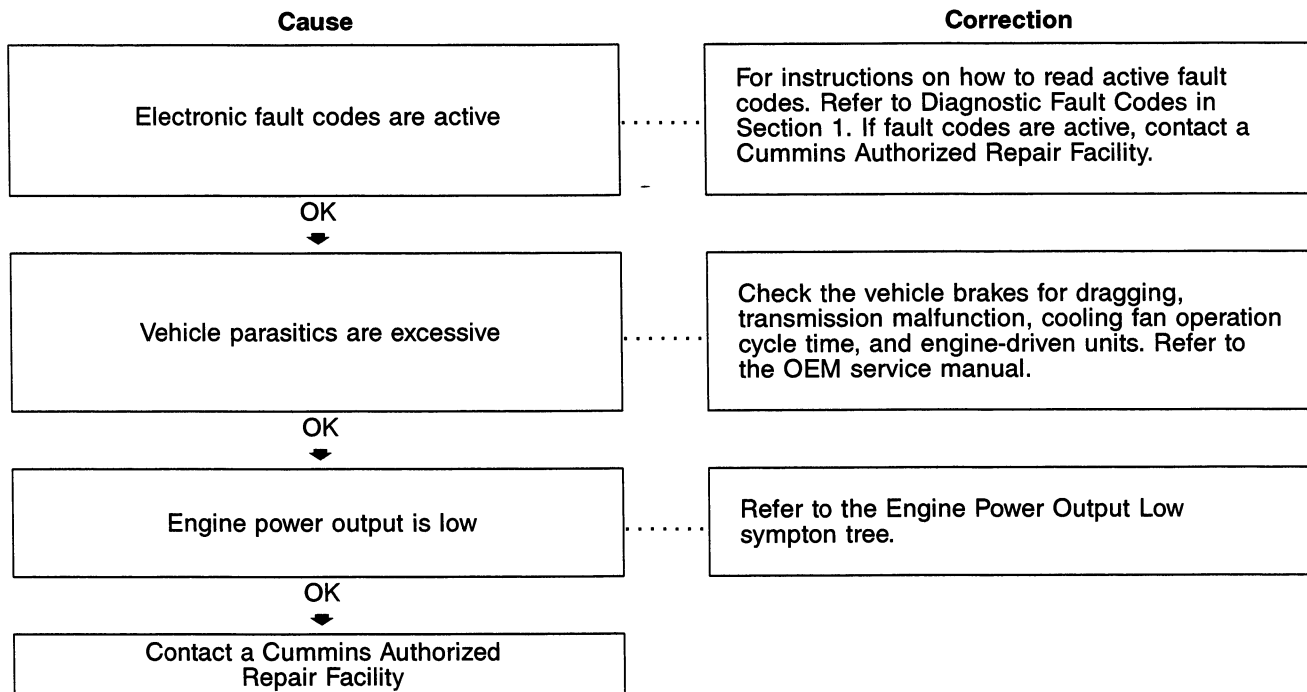 Cause
Correction
Electronic fault codes are active
For instructions on how to read active fault
codes. Refer to Diagnostic Fault Codes in
Section 1. If fault codes are active, contact a
Cummins Authorized Repair Facility.
OK
Vehicle parasitics are excessive
Check the vehicle brakes for dragging,
transmission malfunction, cooling fan operation
cycle time, and engine-driven units. Refer to
the OEM service manual.
OK
Engine power output is low
Refer to the Engine Power Output Low
sympton tree.
OK
Contact a Cummins Authorized
Repair Facility